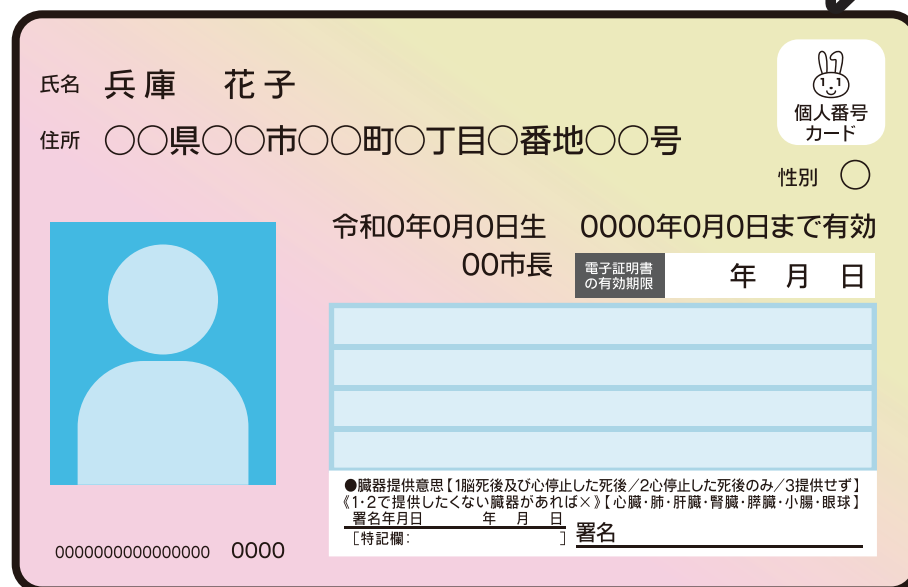 氏名 兵庫 花子
住所 ○○県○○市○○町○丁目○番地○○号
個人番号
カード
性別 ○
令和0年0月0日生 0000年0月0日まで有効
00市長
電子証明書
の有効期限
年 月 日
●臓器提供意思【1脳死後及び心停止した死後/2心停止した死後のみ/3提供せず】
《1・2で提供したくない臓器があれば×》【心臓・肺・肝臓・腎臓・膵臓・小腸・眼球】
署名年月日 年 月 日
[特記欄: ]
署名
0000000000000000 0000